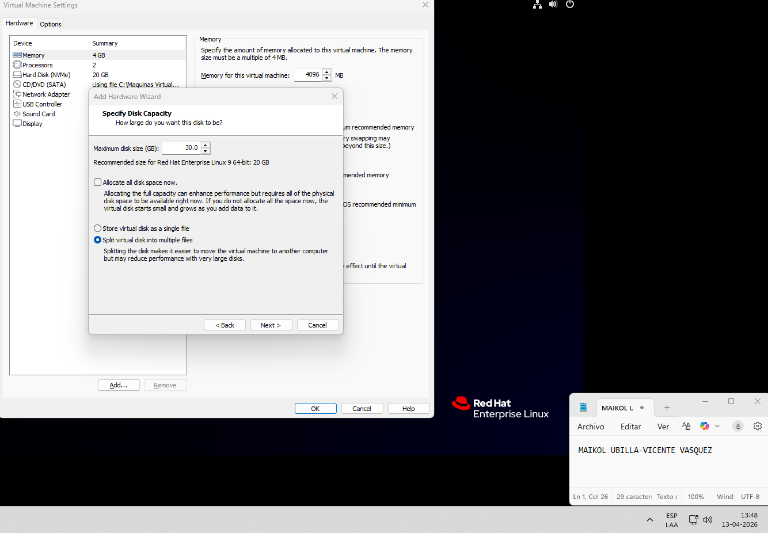 Virtual Machine Settings
Hardware Options
Device Summary
Memory 4 GB
Processors 2
Hard Disk (NVMe) 20 GB
CD/DVD (SATA) Using file C:\Maquinas Virtual...
Network Adapter
USB Controller
Sound Card
Display
Add... Remove
Memory
Specify the amount of memory allocated to this virtual machine. The memory
size must be a multiple of 4 MB.
Memory for this virtual machine: 4096 MB
m recommended memory
ry swapping may
beyond this size.)
mended memory
OS recommended minimum
effect until the virtual
OK Cancel Help
Add Hardware Wizard
Specify Disk Capacity
How large do you want this disk to be?
Maximum disk size (GB): 30.0
Recommended size for Red Hat Enterprise Linux 9 64-bit: 20 GB
Allocate all disk space now.
Allocating the full capacity can enhance performance but requires all of the physical
disk space to be available right now. If you do not allocate all the space now, the
virtual disk starts small and grows as you add data to it.
Store virtual disk as a single file
Split virtual disk into multiple files
Splitting the disk makes it easier to move the virtual machine to another computer
but may reduce performance with very large disks.
< Back Next > Cancel
Red Hat
Enterprise Linux
MAIKOL U
Archivo Editar Ver
MAIKOL UBILLA-VICENTE VASQUEZ
Ln 1, Col 26 29 caracter Texto 100% Wind UTF-8
ESP
LAA
13:48
13-04-2026